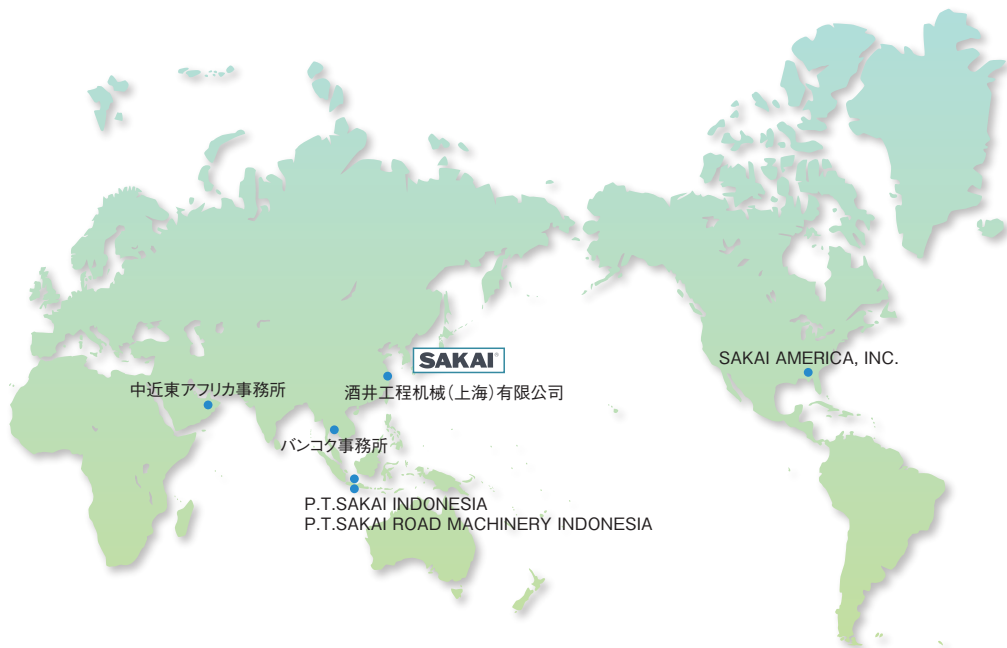 SAKAI®
SAKAI AMERICA, INC.
中近東アフリカ事務所
酒井工程机械（上海）有限公司
バンコク事務所
P.T.SAKAI INDONESIA
P.T.SAKAI ROAD MACHINERY INDONESIA